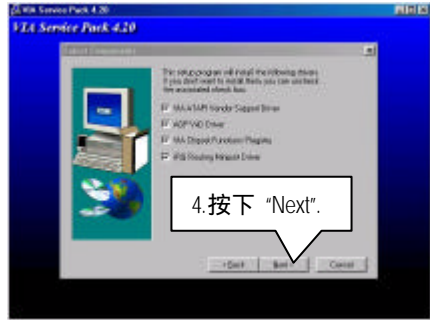 VIA Service Pack 4.20
VIA Service Pack 4.20
Select Components
The setup program will install the following drivers.
If you don't want to install them, you can uncheck
the associated check box.
VIA ATAPI Vendor Support Driver
AGP VxD Driver
VIA Chipset Functions Registry
IRQ Routing Miniport Driver
4.按下 “Next”.
< Back
Next >
Cancel